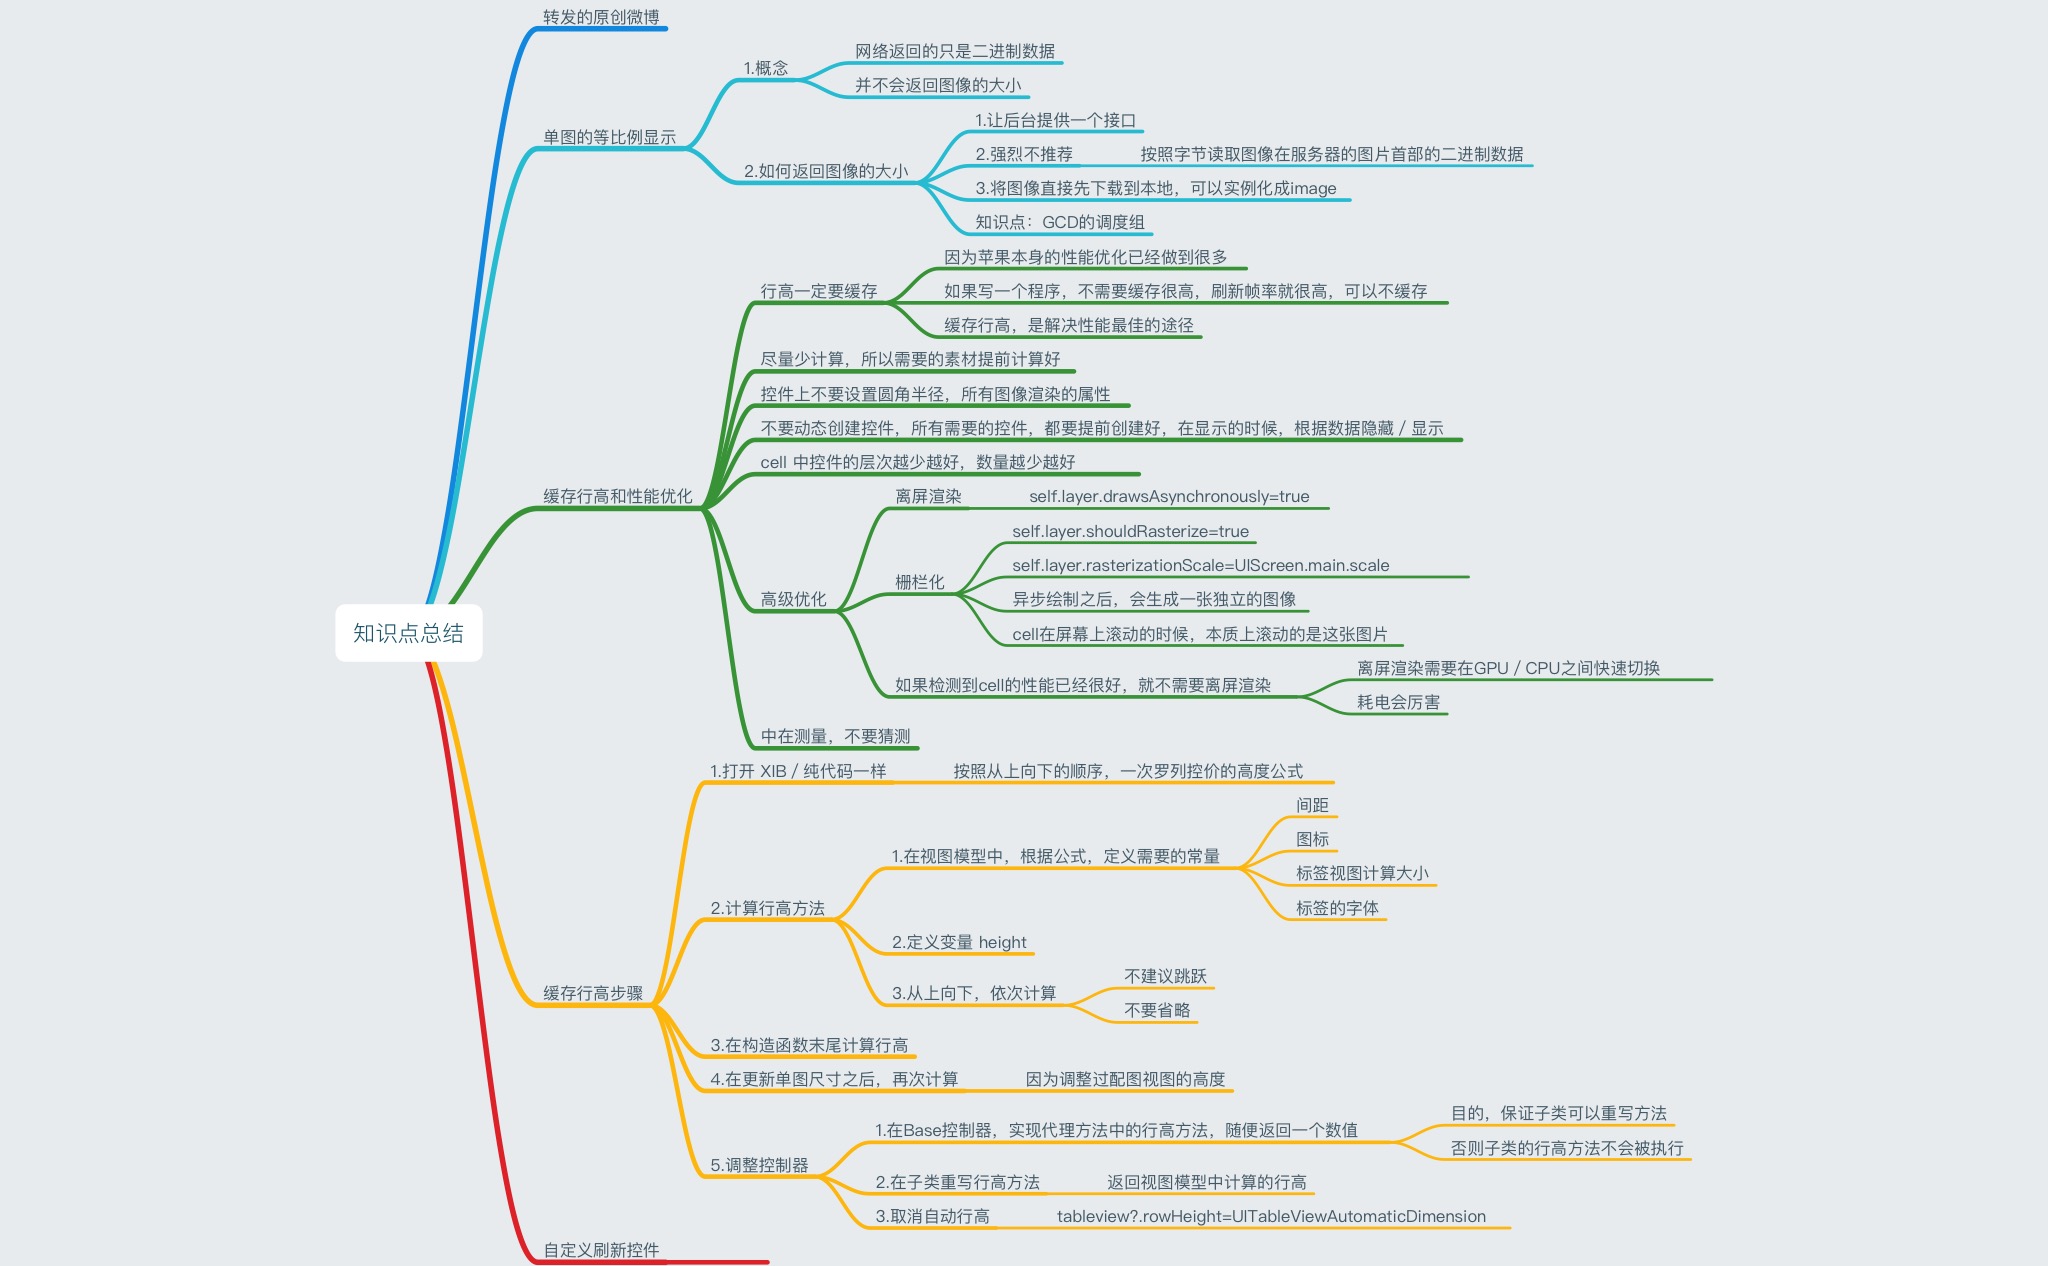 转发的原创微博
网络返回的只是二进制数据
1.概念
并不会返回图像的大小
单图的等比例显示
1.让后台提供一个接口
2.强烈不推荐
按照字节读取图像在服务器的图片首部的二进制数据
2.如何返回图像的大小
3.将图像直接先下载到本地，可以实例化成image
知识点：GCD的调度组
因为苹果本身的性能优化已经做到很多
行高一定要缓存
如果写一个程序，不需要缓存很高，刷新帧率就很高，可以不缓存
缓存行高，是解决性能最佳的途径
尽量少计算，所以需要的素材提前计算好
控件上不要设置圆角半径，所有图像渲染的属性
不要动态创建控件，所有需要的控件，都要提前创建好，在显示的时候，根据数据隐藏 / 显示
cell 中控件的层次越少越好，数量越少越好
缓存行高和性能优化
离屏渲染
self.layer.drawsAsynchronously=true
self.layer.shouldRasterize=true
self.layer.rasterizationScale=UIScreen.main.scale
栅栏化
高级优化
异步绘制之后，会生成一张独立的图像
cell在屏幕上滚动的时候，本质上滚动的是这张图片
如果检测到cell的性能已经很好，就不需要离屏渲染
离屏渲染需要在GPU / CPU之间快速切换
耗电会厉害
中在测量，不要猜测
知识点总结
1.打开 XIB / 纯代码一样
按照从上向下的顺序，一次罗列控价的高度公式
间距
图标
1.在视图模型中，根据公式，定义需要的常量
标签视图计算大小
标签的字体
2.计算行高方法
2.定义变量 height
3.从上向下，依次计算
不建议跳跃
不要省略
缓存行高步骤
3.在构造函数末尾计算行高
4.在更新单图尺寸之后，再次计算
因为调整过配图视图的高度
1.在Base控制器，实现代理方法中的行高方法，随便返回一个数值
目的，保证子类可以重写方法
否则子类的行高方法不会被执行
5.调整控制器
2.在子类重写行高方法
返回视图模型中计算的行高
3.取消自动行高
tableview?.rowHeight=UITableViewAutomaticDimension
自定义刷新控件